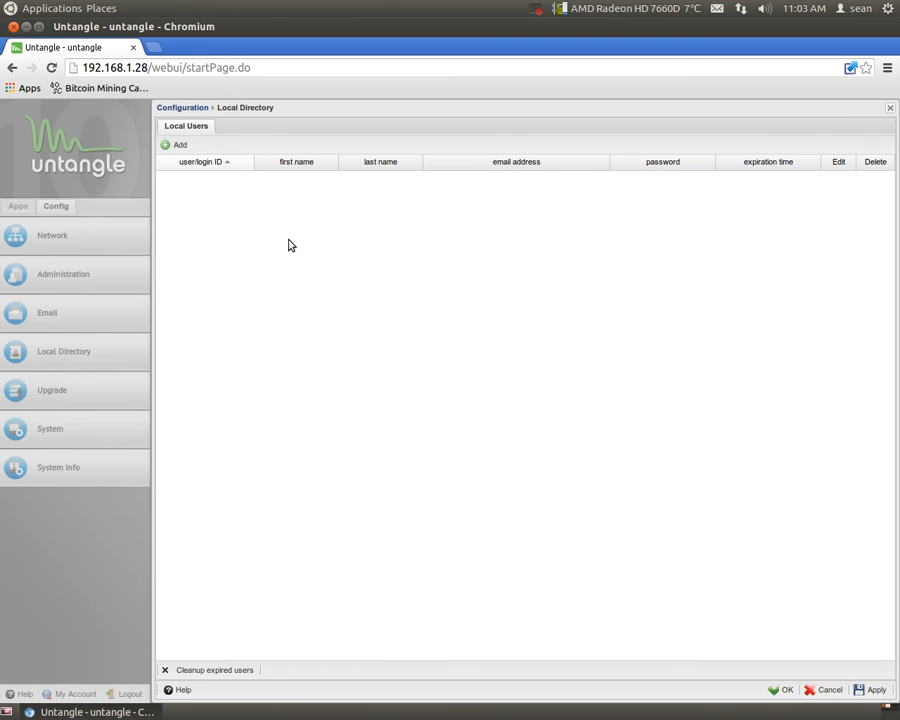 Applications Places
AMD Radeon HD 7660D 7°C
11:03 AM
sean
Untangle - untangle - Chromium
Untangle - untangle
192.168.1.28/webui/startPage.do
Apps
Bitcoin Mining Ca...
10
untangle
Configuration › Local Directory
Local Users
Add
user/login ID
first name
last name
email address
password
expiration time
Edit
Delete
Apps
Config
Network
Administration
Email
Local Directory
Upgrade
System
System Info
Cleanup expired users
Help
OK
Cancel
Apply
Help
My Account
Logout
Untangle - untangle - C...